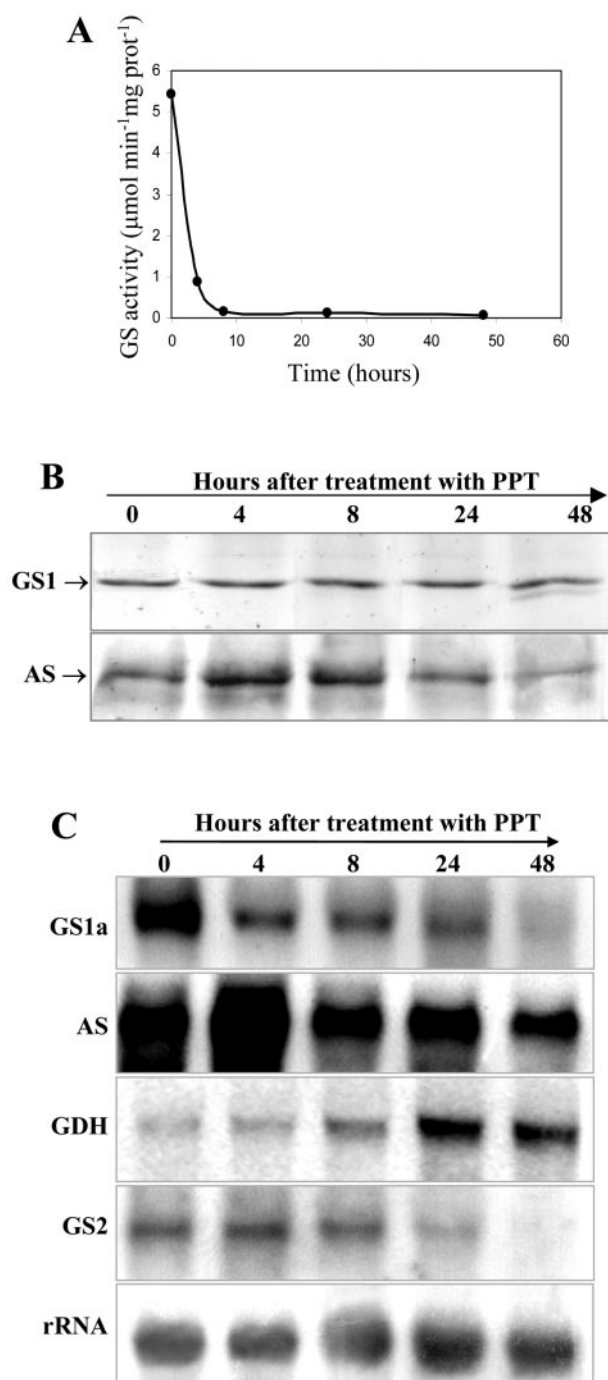 A
GS activity (µmol min⁻¹mg prot⁻¹)
6
5
4
3
2
1
0
0 10 20 30 40 50 60
Time (hours)
B
Hours after treatment with PPT
0 4 8 24 48
GS1 →
AS →
C
Hours after treatment with PPT
0 4 8 24 48
GS1a
AS
GDH
GS2
rRNA